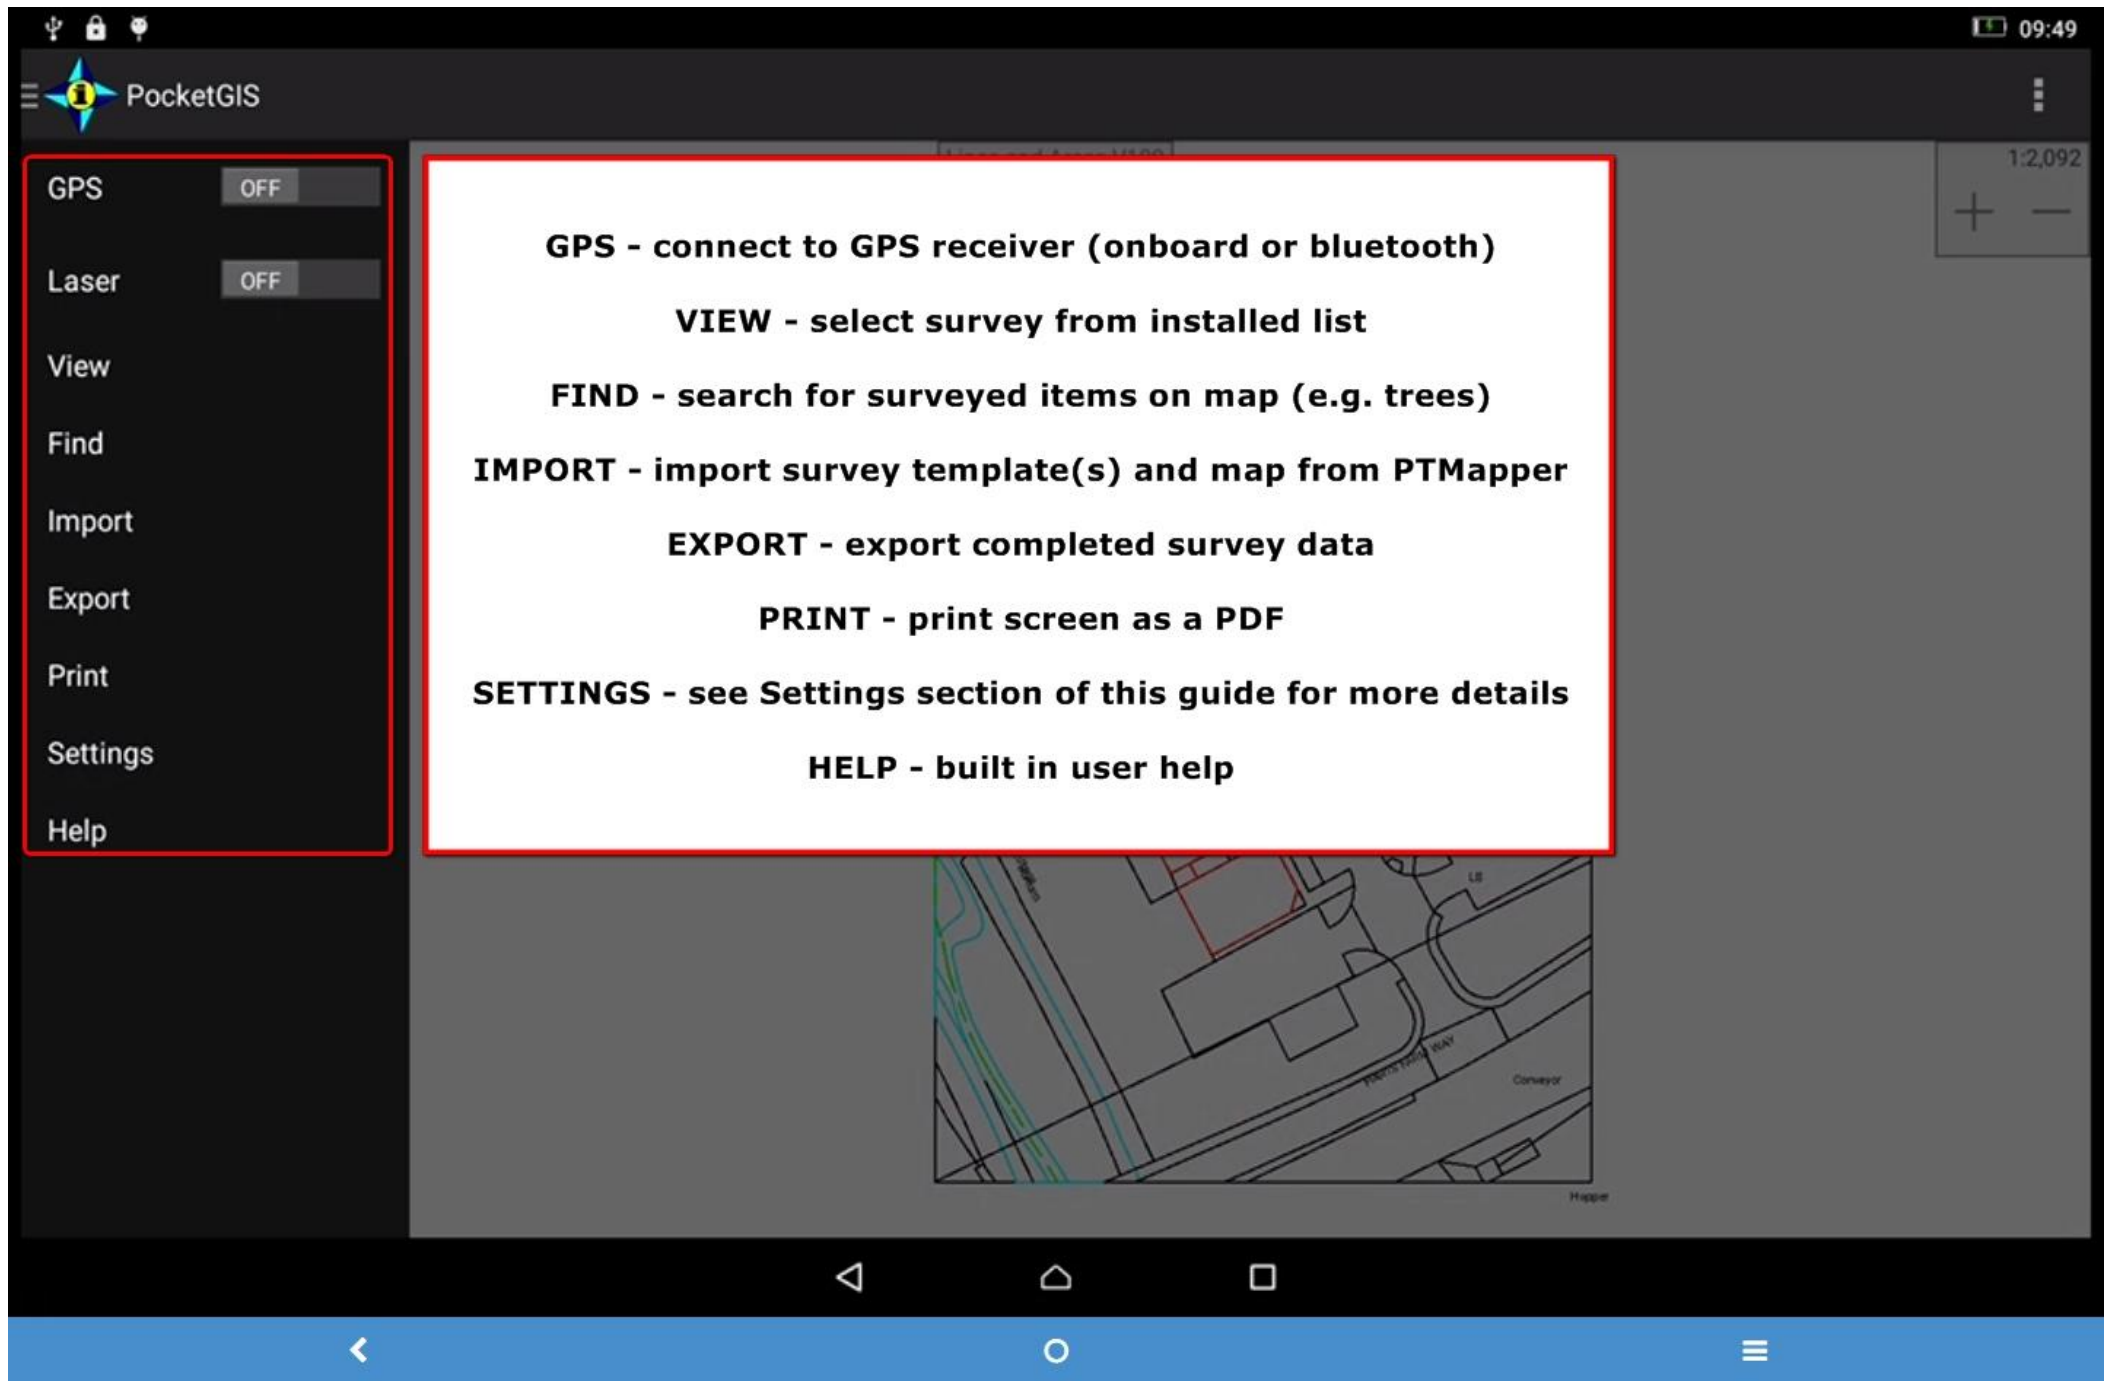 09:49
PocketGIS
1:2,092
GPS OFF
Laser OFF
View
Find
Import
Export
Print
Settings
Help
GPS - connect to GPS receiver (onboard or bluetooth)
VIEW - select survey from installed list
FIND - search for surveyed items on map (e.g. trees)
IMPORT - import survey template(s) and map from PTMapper
EXPORT - export completed survey data
PRINT - print screen as a PDF
SETTINGS - see Settings section of this guide for more details
HELP - built in user help
WAY
Conveyor
Hopper